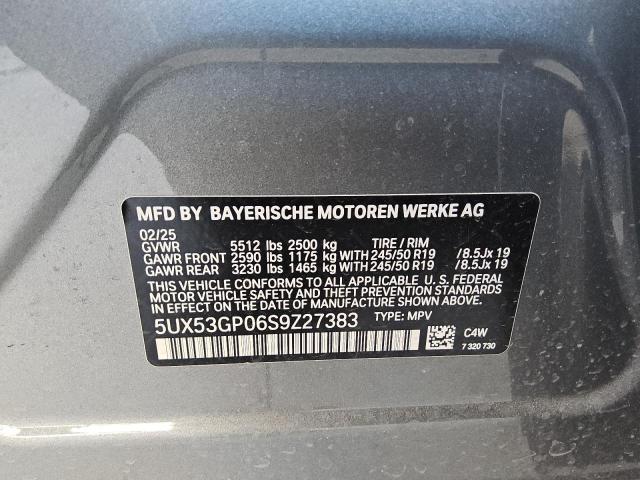 MFD BY BAYERISCHE MOTOREN WERKE AG
02/25
GVWR 5512 lbs 2500 kg TIRE / RIM
GAWR FRONT 2590 lbs 1175 kg WITH 245/50 R19 /8.5Jx 19
GAWR REAR 3230 lbs 1465 kg WITH 245/50 R19 /8.5Jx 19
THIS VEHICLE CONFORMS TO ALL APPLICABLE U. S. FEDERAL
MOTOR VEHICLE SAFETY, BUMPER, AND THEFT PREVENTION
STANDARDS IN EFFECT ON THE DATE OF MANUFACTURE SHOWN ABOVE.
5UX53GP06S9Z27383 TYPE: MPV
C4W
7 320 730